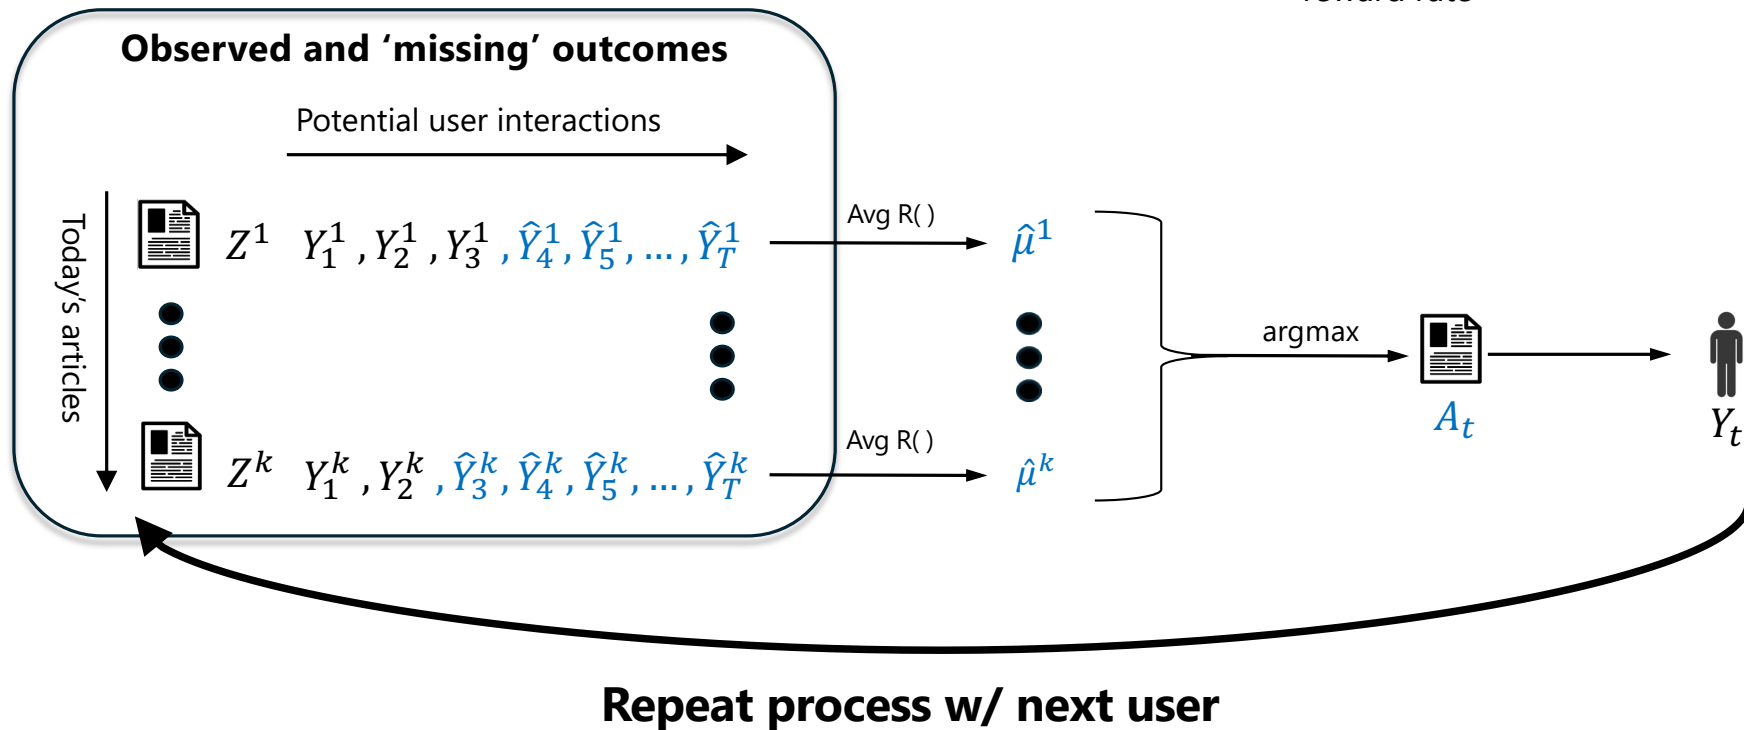 Observed and ‘missing’ outcomes
Potential user interactions
Today’s articles
Z^1 Y_1^1 , Y_2^1 , Y_3^1 , Ŷ_4^1, Ŷ_5^1, …, Ŷ_T^1
Avg R( )
μ̂^1
argmax
A_t
Y_t
Z^k Y_1^k , Y_2^k , Ŷ_3^k, Ŷ_4^k, Ŷ_5^k, …, Ŷ_T^k
Avg R( )
μ̂^k
Repeat process w/ next user